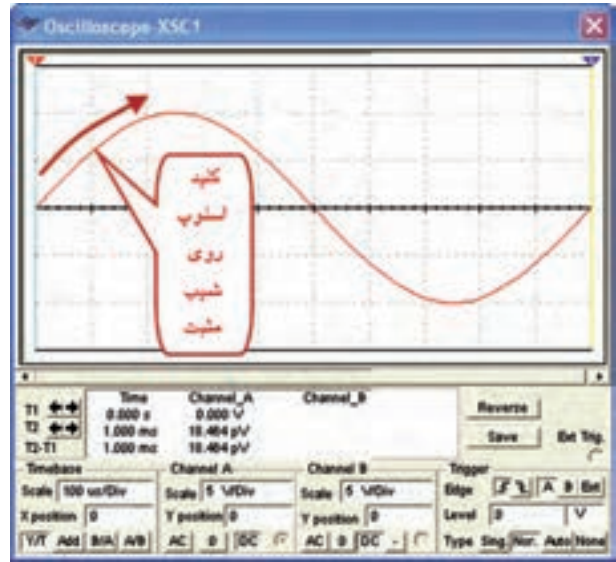 Oscilloscope-XSC1
کلید
اسلوپ
روی
شیب
مثبت
Time Channel_A Channel_B
T1 0.000 s 0.000 V
T2 1.000 ms 18.464 pV
T2-T1 1.000 ms 18.464 pV
Reverse
Save
Ext Trig.
Timebase Channel A Channel B Trigger
Scale 100 us/Div Scale 5 V/Div Scale 5 V/Div Edge A B Ext
X position 0 Y position 0 Y position 0 Level 0 V
Y/T Add B/A A/B AC 0 DC AC 0 DC - Type Sing. Nor. Auto None